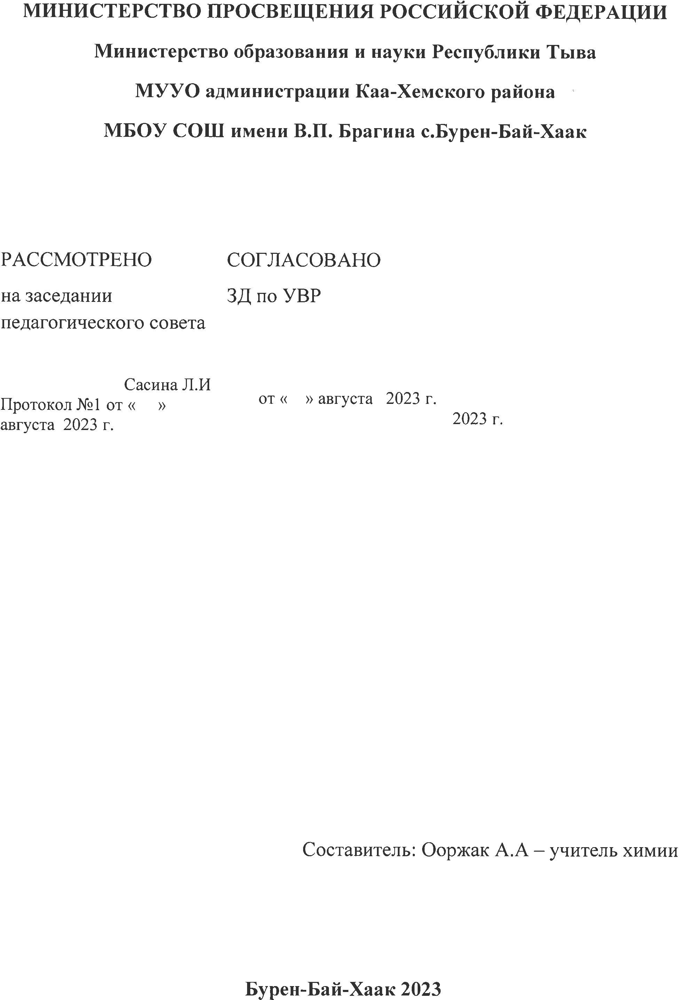 МИНИСТЕРСТВО ПРОСВЕЩЕНИЯ РОССИЙСКОЙ ФЕДЕРАЦИИ
Министерство образования и науки Республики Тыва
МУУО администрации Каа-Хемского района
МБОУ СОШ имени В.П. Брагина с.Бурен-Бай-Хаак
РАССМОТРЕНО
на заседании
педагогического совета
Сасина Л.И
Протокол №1 от «     »
августа  2023 г.
СОГЛАСОВАНО
ЗД по УВР
от «    » августа   2023 г.
2023 г.
Составитель: Ооржак А.А – учитель химии
Бурен-Бай-Хаак 2023